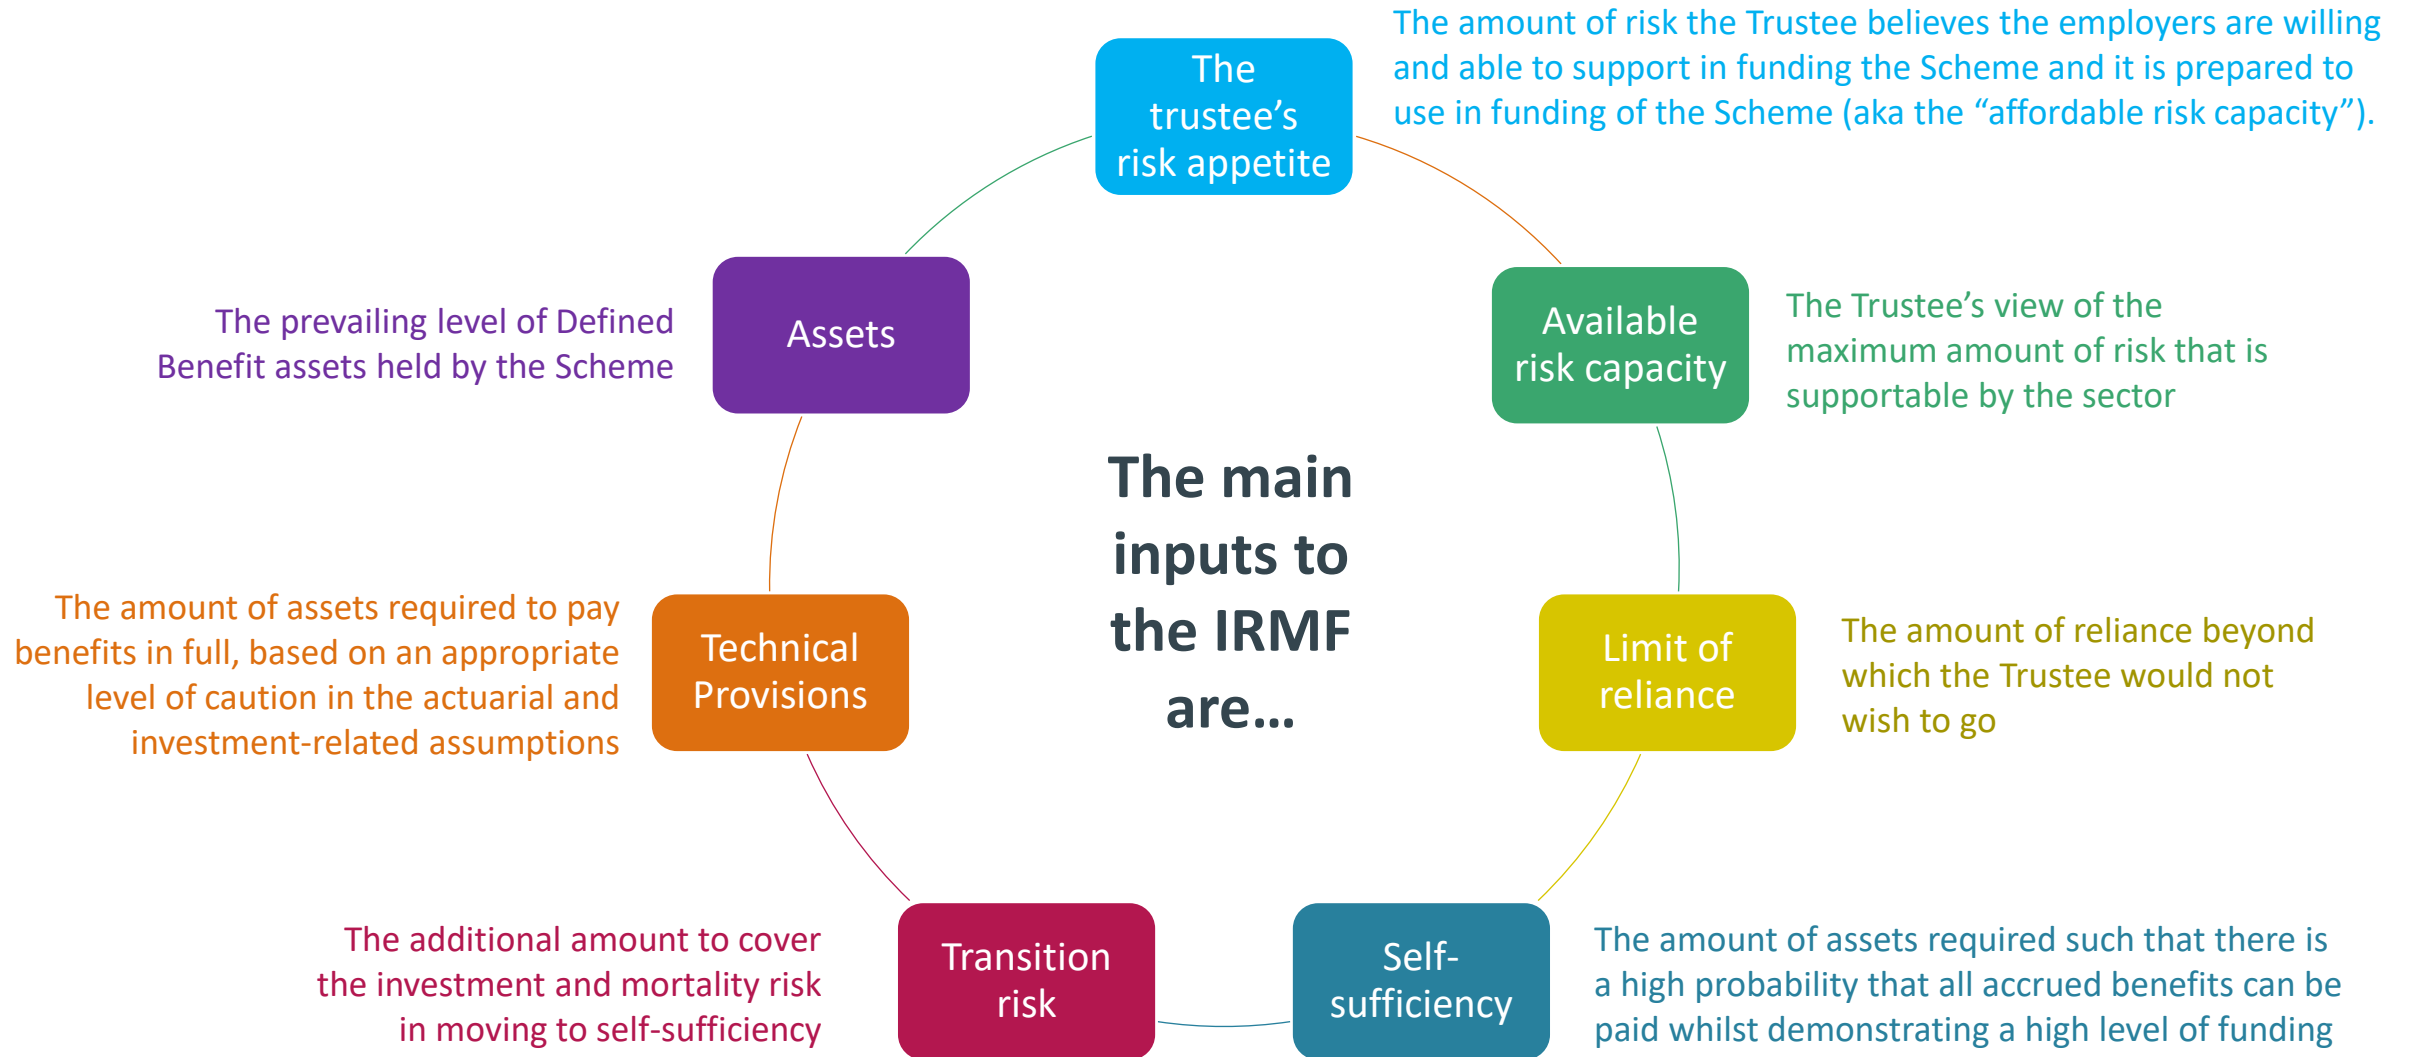 The
trustee’s
risk appetite
The amount of risk the Trustee believes the employers are willing
and able to support in funding the Scheme and it is prepared to
use in funding of the Scheme (aka the “affordable risk capacity”).
Available
risk capacity
The Trustee’s view of the
maximum amount of risk that is
supportable by the sector
Limit of
reliance
The amount of reliance beyond
which the Trustee would not
wish to go
Self-
sufficiency
The amount of assets required such that there is
a high probability that all accrued benefits can be
paid whilst demonstrating a high level of funding
Transition
risk
The additional amount to cover
the investment and mortality risk
in moving to self-sufficiency
Technical
Provisions
The amount of assets required to pay
benefits in full, based on an appropriate
level of caution in the actuarial and
investment-related assumptions
Assets
The prevailing level of Defined
Benefit assets held by the Scheme
The main
inputs to
the IRMF
are…